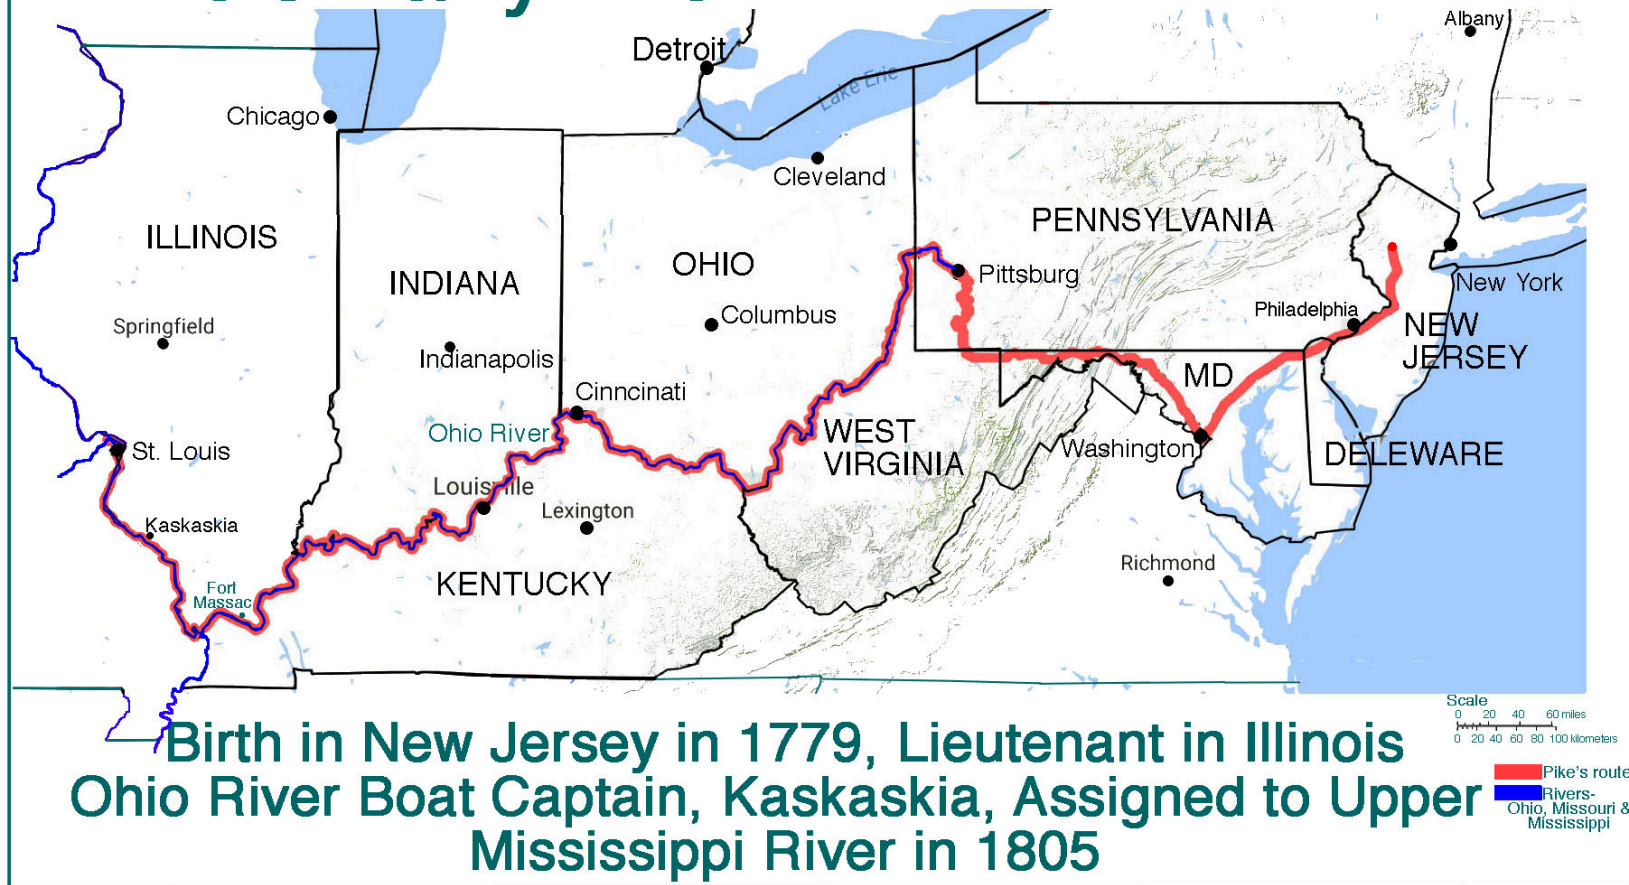 Albany
Detroit
Lake Erie
Chicago
Cleveland
ILLINOIS
PENNSYLVANIA
INDIANA
OHIO
Pittsburg
New York
Springfield
Columbus
Philadelphia
NEW
JERSEY
Indianapolis
MD
Cinncinati
Ohio River
WEST
VIRGINIA
St. Louis
Washington
DELEWARE
Louisville
Lexington
Kaskaskia
Richmond
Fort
Massac
KENTUCKY
Scale
0 20 40 60 miles
0 20 40 60 80 100 kilometers
Birth in New Jersey in 1779, Lieutenant in Illinois
Ohio River Boat Captain, Kaskaskia, Assigned to Upper
Mississippi River in 1805
Pike's route
Rivers-
Ohio, Missouri &
Mississippi